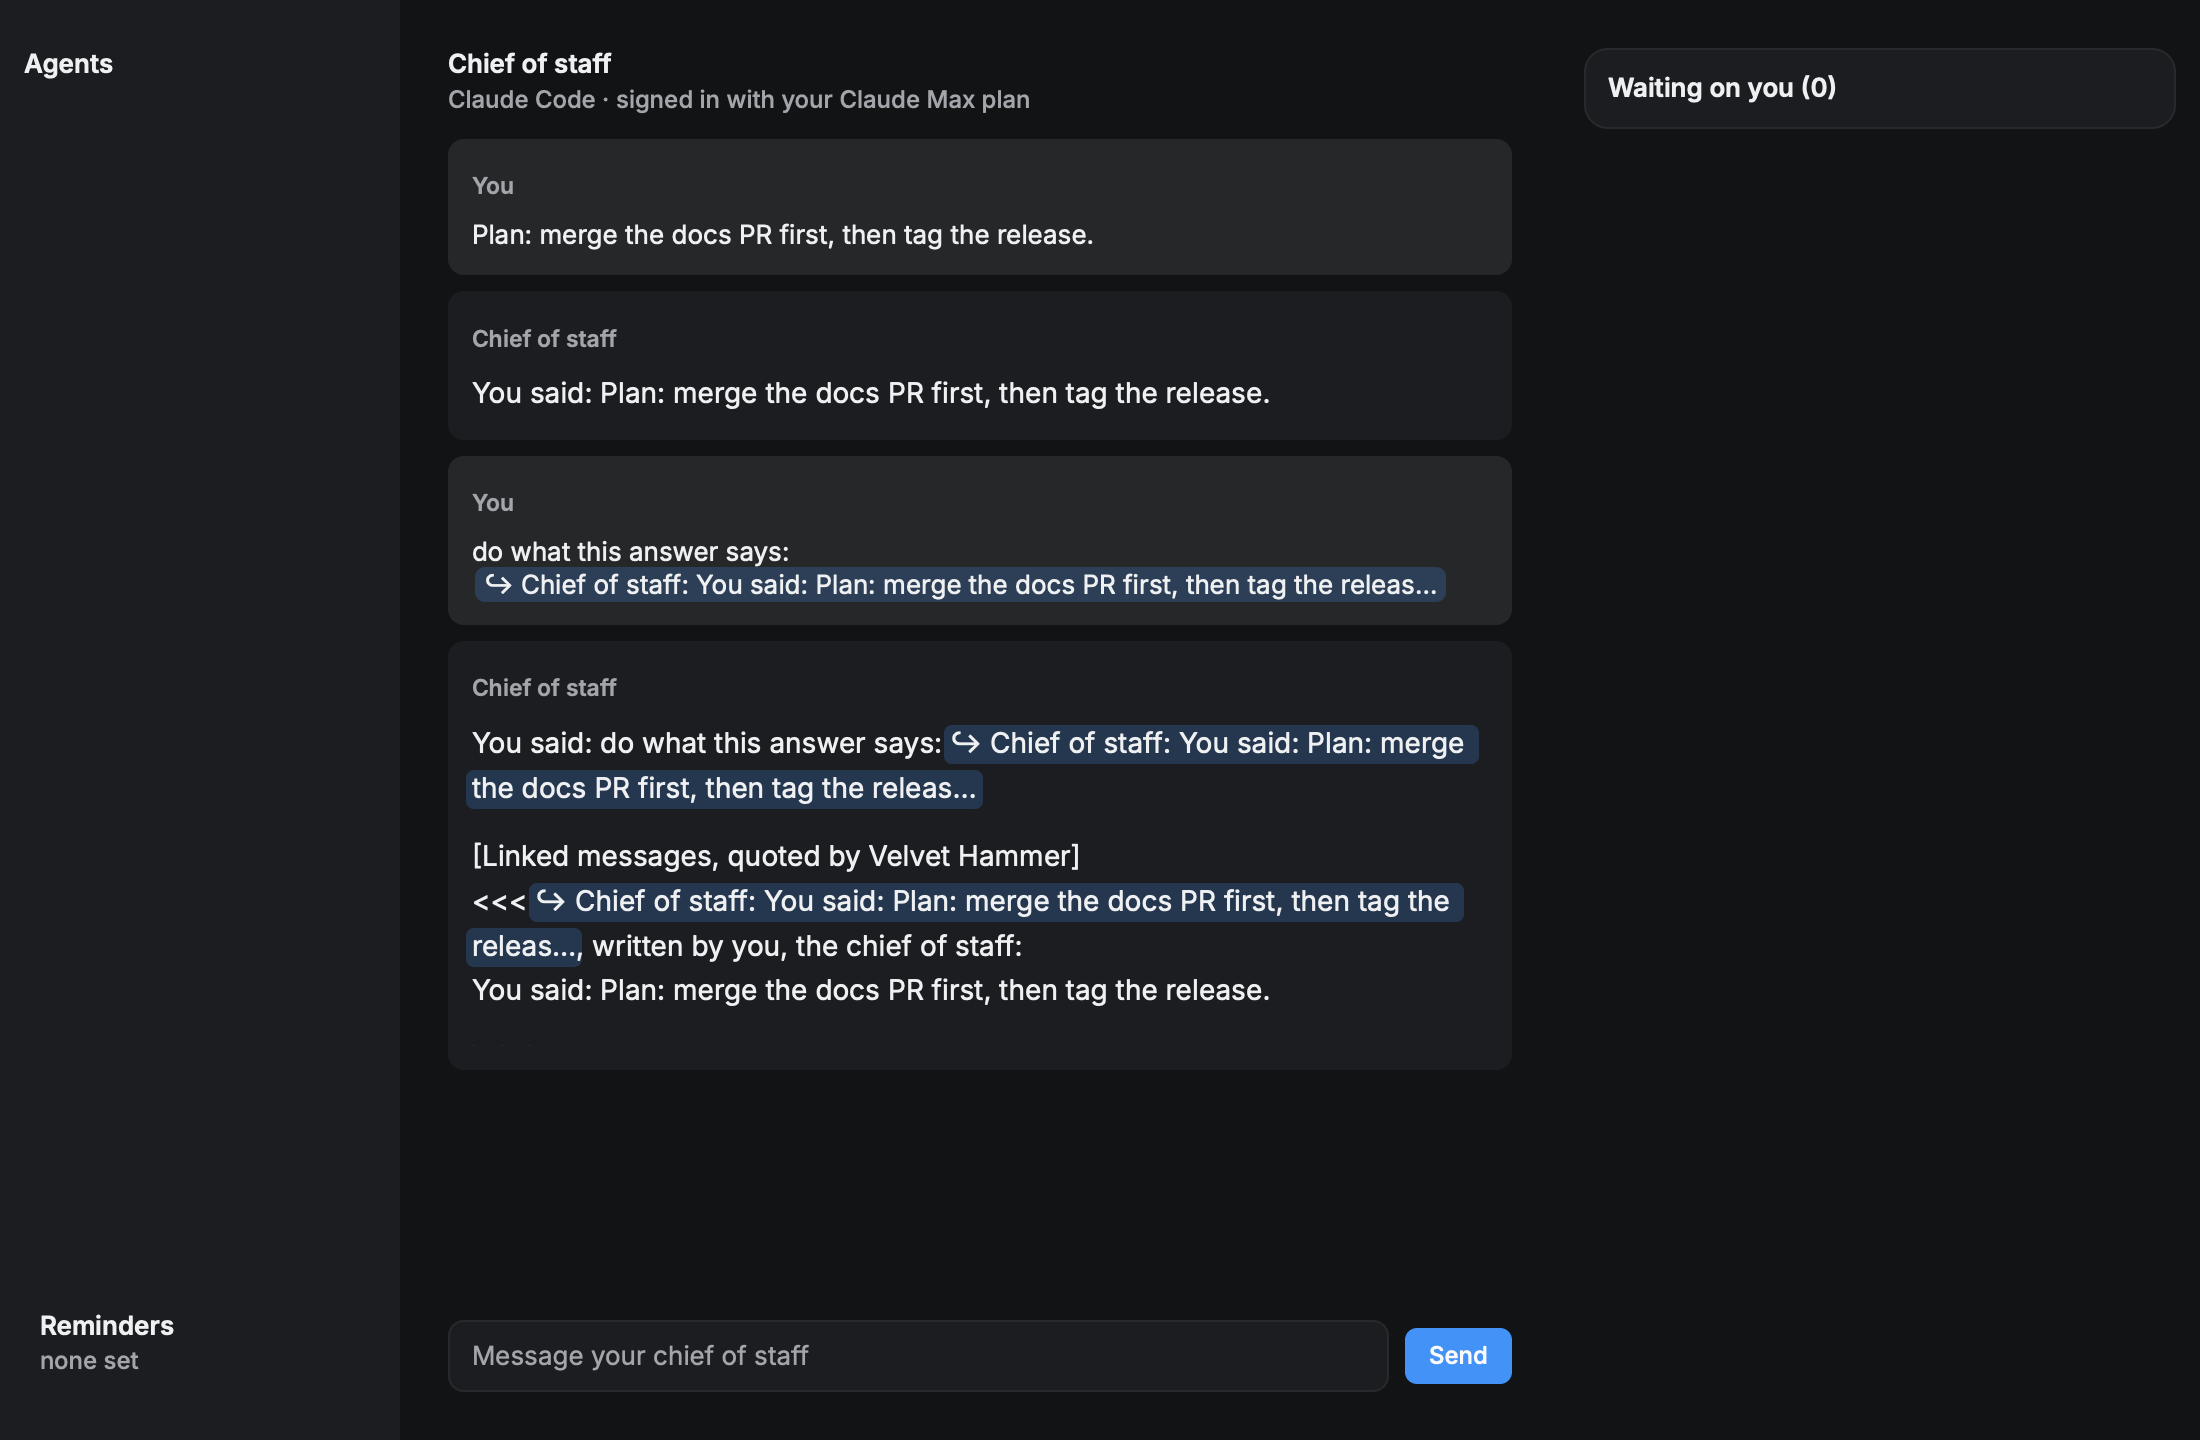 Agents
Chief of staff
Claude Code · signed in with your Claude Max plan
You
Plan: merge the docs PR first, then tag the release.
Chief of staff
You said: Plan: merge the docs PR first, then tag the release.
You
do what this answer says:
↪ Chief of staff: You said: Plan: merge the docs PR first, then tag the releas…
Chief of staff
You said: do what this answer says: ↪ Chief of staff: You said: Plan: merge
the docs PR first, then tag the releas…
[Linked messages, quoted by Velvet Hammer]
<<< ↪ Chief of staff: You said: Plan: merge the docs PR first, then tag the
releas…, written by you, the chief of staff:
You said: Plan: merge the docs PR first, then tag the release.
Message your chief of staff
Send
Waiting on you (0)
Reminders
none set